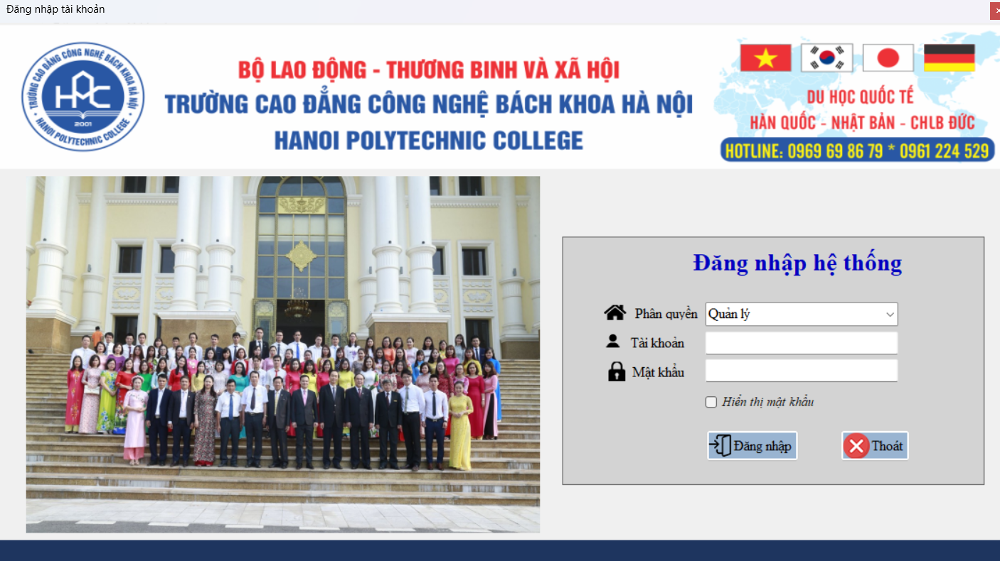 Đăng nhập tài khoản
TRƯỜNG CAO ĐẲNG CÔNG NGHỆ BÁCH KHOA HÀ NỘI
HPC
2001
HANOI POLYTECHNIC COLLEGE
BỘ LAO ĐỘNG - THƯƠNG BINH VÀ XÃ HỘI
TRƯỜNG CAO ĐẲNG CÔNG NGHỆ BÁCH KHOA HÀ NỘI
HANOI POLYTECHNIC COLLEGE
DU HỌC QUỐC TẾ
HÀN QUỐC - NHẬT BẢN - CHLB ĐỨC
HOTLINE: 0969 69 86 79 * 0961 224 529
Đăng nhập hệ thống
Phân quyền Quản lý
Tài khoản
Mật khẩu
Hiển thị mật khẩu
Đăng nhập Thoát